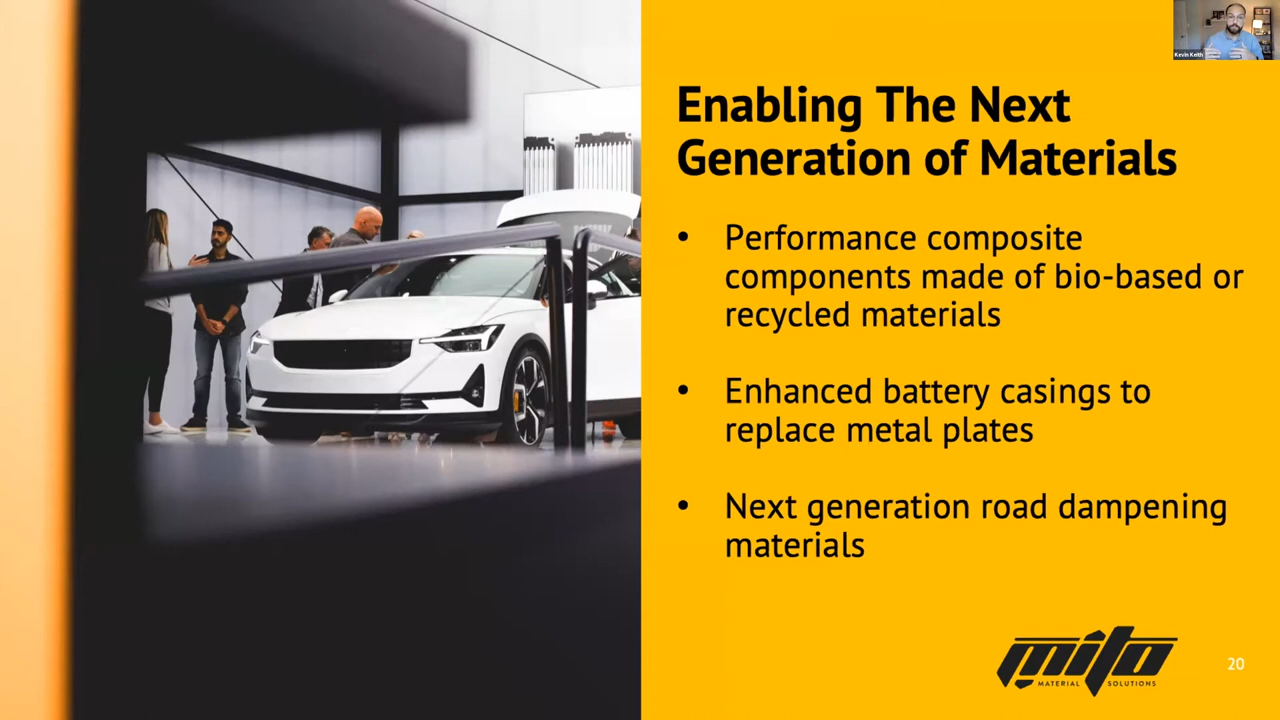 Kevin Keith
Enabling The Next
Generation of Materials
• Performance composite
components made of bio-based or
recycled materials
• Enhanced battery casings to
replace metal plates
• Next generation road dampening
materials
mito
MATERIAL SOLUTIONS
20